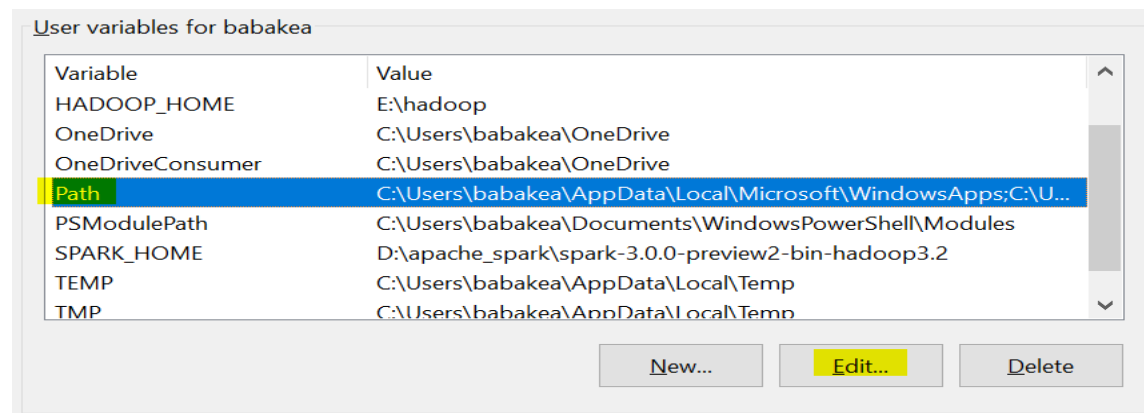 User variables for babakea
Variable Value
HADOOP_HOME E:\hadoop
OneDrive C:\Users\babakea\OneDrive
OneDriveConsumer C:\Users\babakea\OneDrive
Path C:\Users\babakea\AppData\Local\Microsoft\WindowsApps;C:\U...
PSModulePath C:\Users\babakea\Documents\WindowsPowerShell\Modules
SPARK_HOME D:\apache_spark\spark-3.0.0-preview2-bin-hadoop3.2
TEMP C:\Users\babakea\AppData\Local\Temp
TMP C:\Users\babakea\AppData\Local\Temp
New... Edit... Delete